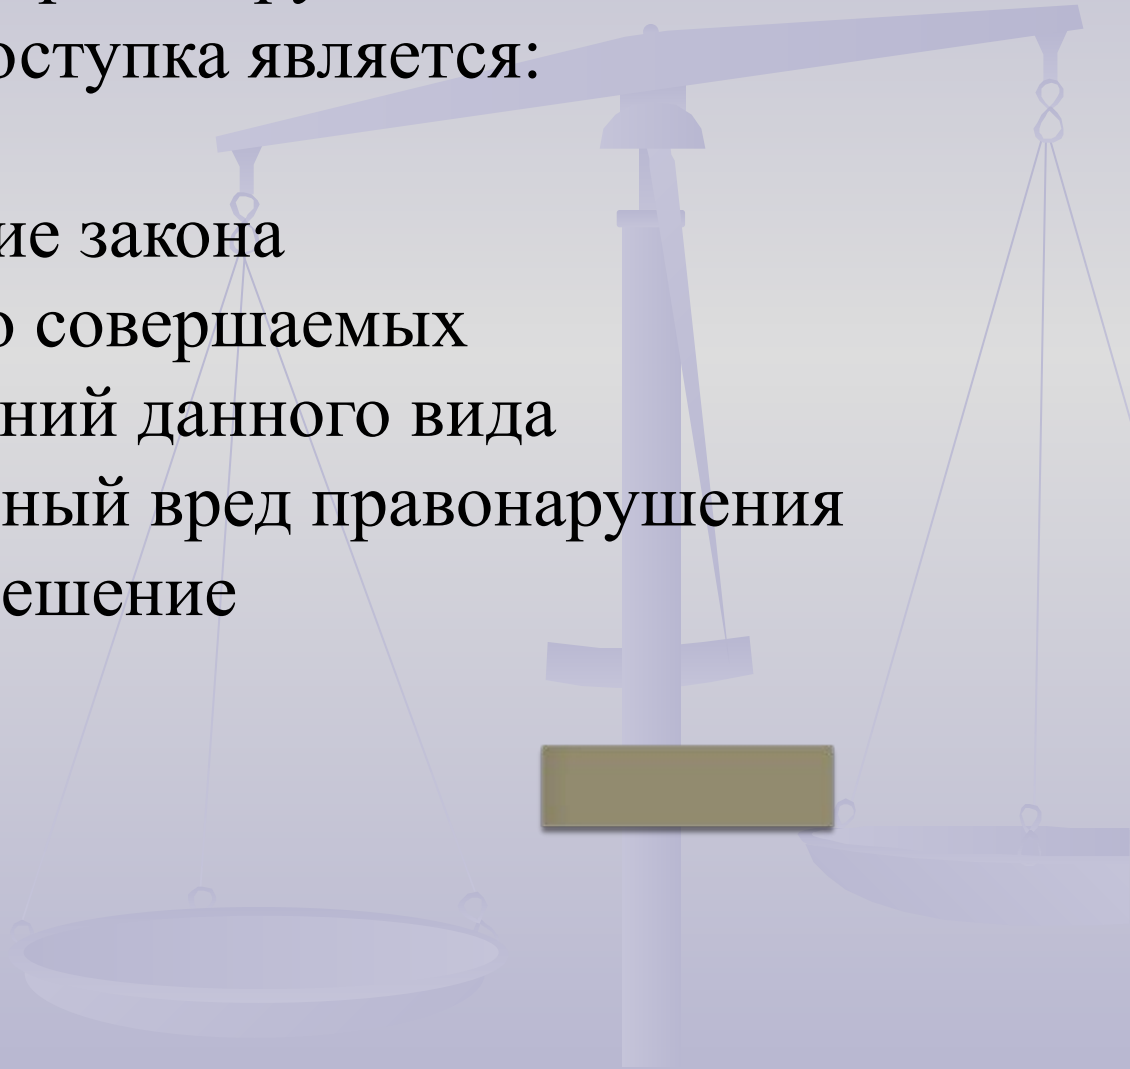 оступка является:
ие закона
о совершаемых
ний данного вида
ный вред правонарушения
ешение